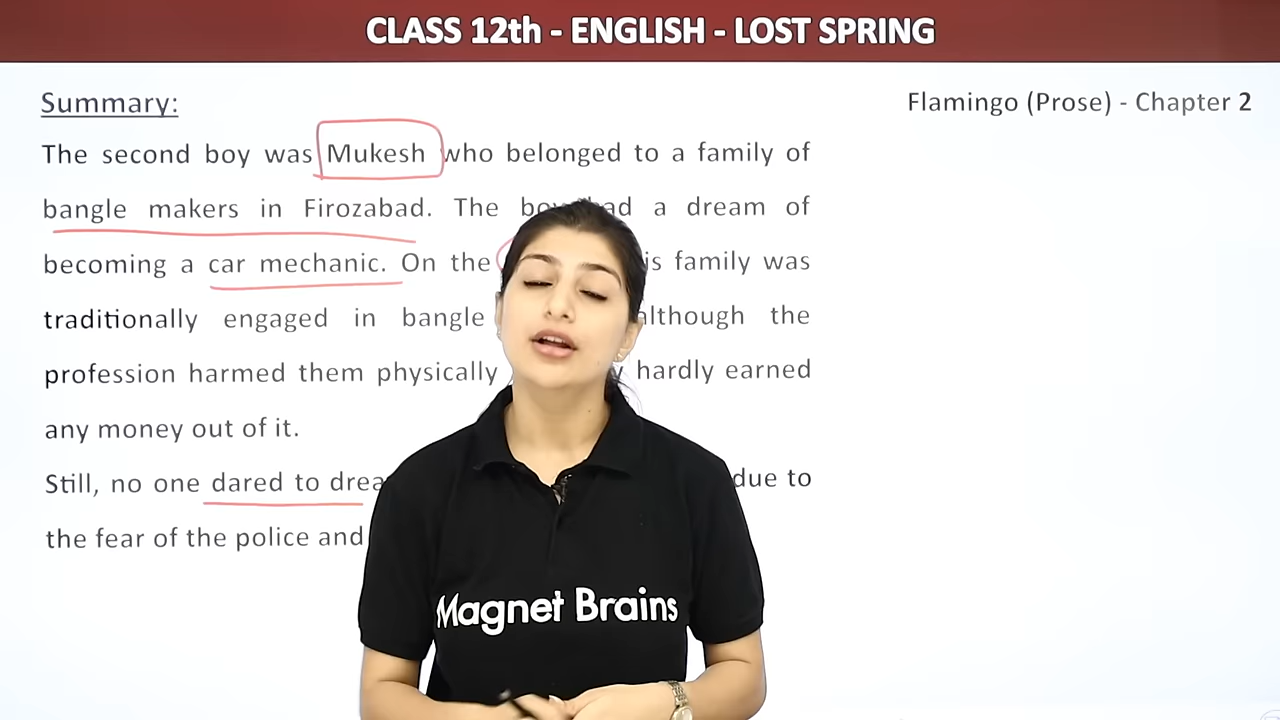 CLASS 12th - ENGLISH - LOST SPRING
Summary:
Flamingo (Prose) - Chapter 2
The second boy was Mukesh who belonged to a family of
bangle makers in Firozabad. The had a dream of
becoming a car mechanic. On the family was
traditionally engaged in bangle although the
profession harmed them physically hardly earned
any money out of it.
Still, no one dared to due to
the fear of the police and
Magnet Brains